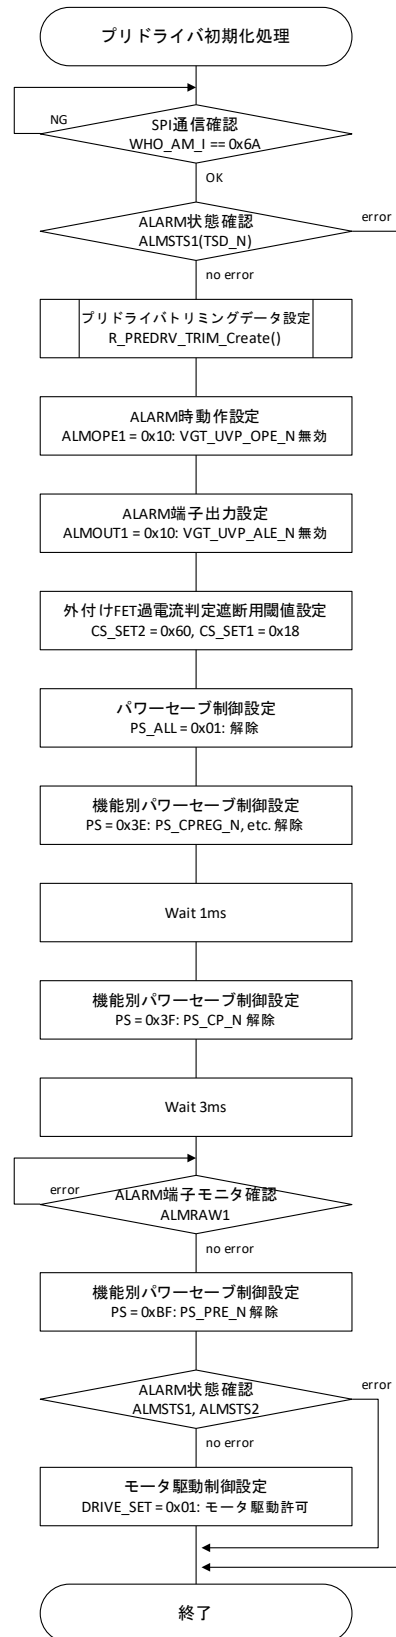 プリドライバ初期化処理
SPI通信確認
WHO_AM_I == 0x6A
NG
OK
ALARM状態確認
ALMSTS1(TSD_N)
error
no error
プリドライバトリミングデータ設定
R_PREDRV_TRIM_Create()
ALARM時動作設定
ALMOPE1 = 0x10: VGT_UVP_OPE_N 無効
ALARM端子出力設定
ALMOUT1 = 0x10: VGT_UVP_ALE_N 無効
外付けFET過電流判定遮断用閾値設定
CS_SET2 = 0x60, CS_SET1 = 0x18
パワーセーブ制御設定
PS_ALL = 0x01: 解除
機能別パワーセーブ制御設定
PS = 0x3E: PS_CPREG_N, etc. 解除
Wait 1ms
機能別パワーセーブ制御設定
PS = 0x3F: PS_CP_N 解除
Wait 3ms
error
ALARM端子モニタ確認
ALMRAW1
no error
機能別パワーセーブ制御設定
PS = 0xBF: PS_PRE_N 解除
ALARM状態確認
ALMSTS1, ALMSTS2
error
no error
モータ駆動制御設定
DRIVE_SET = 0x01: モータ駆動許可
終了